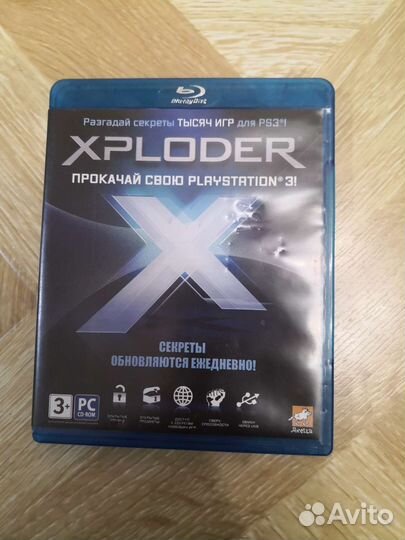 Blu-ray Disc
Разгадай секреты ТЫСЯЧ ИГР для PS3®!
XPLODER
ПРОКАЧАЙ СВОЮ PLAYSTATION® 3!
X
СЕКРЕТЫ
ОБНОВЛЯЮТСЯ ЕЖЕДНЕВНО!
3+
PC
CD-ROM
Avito